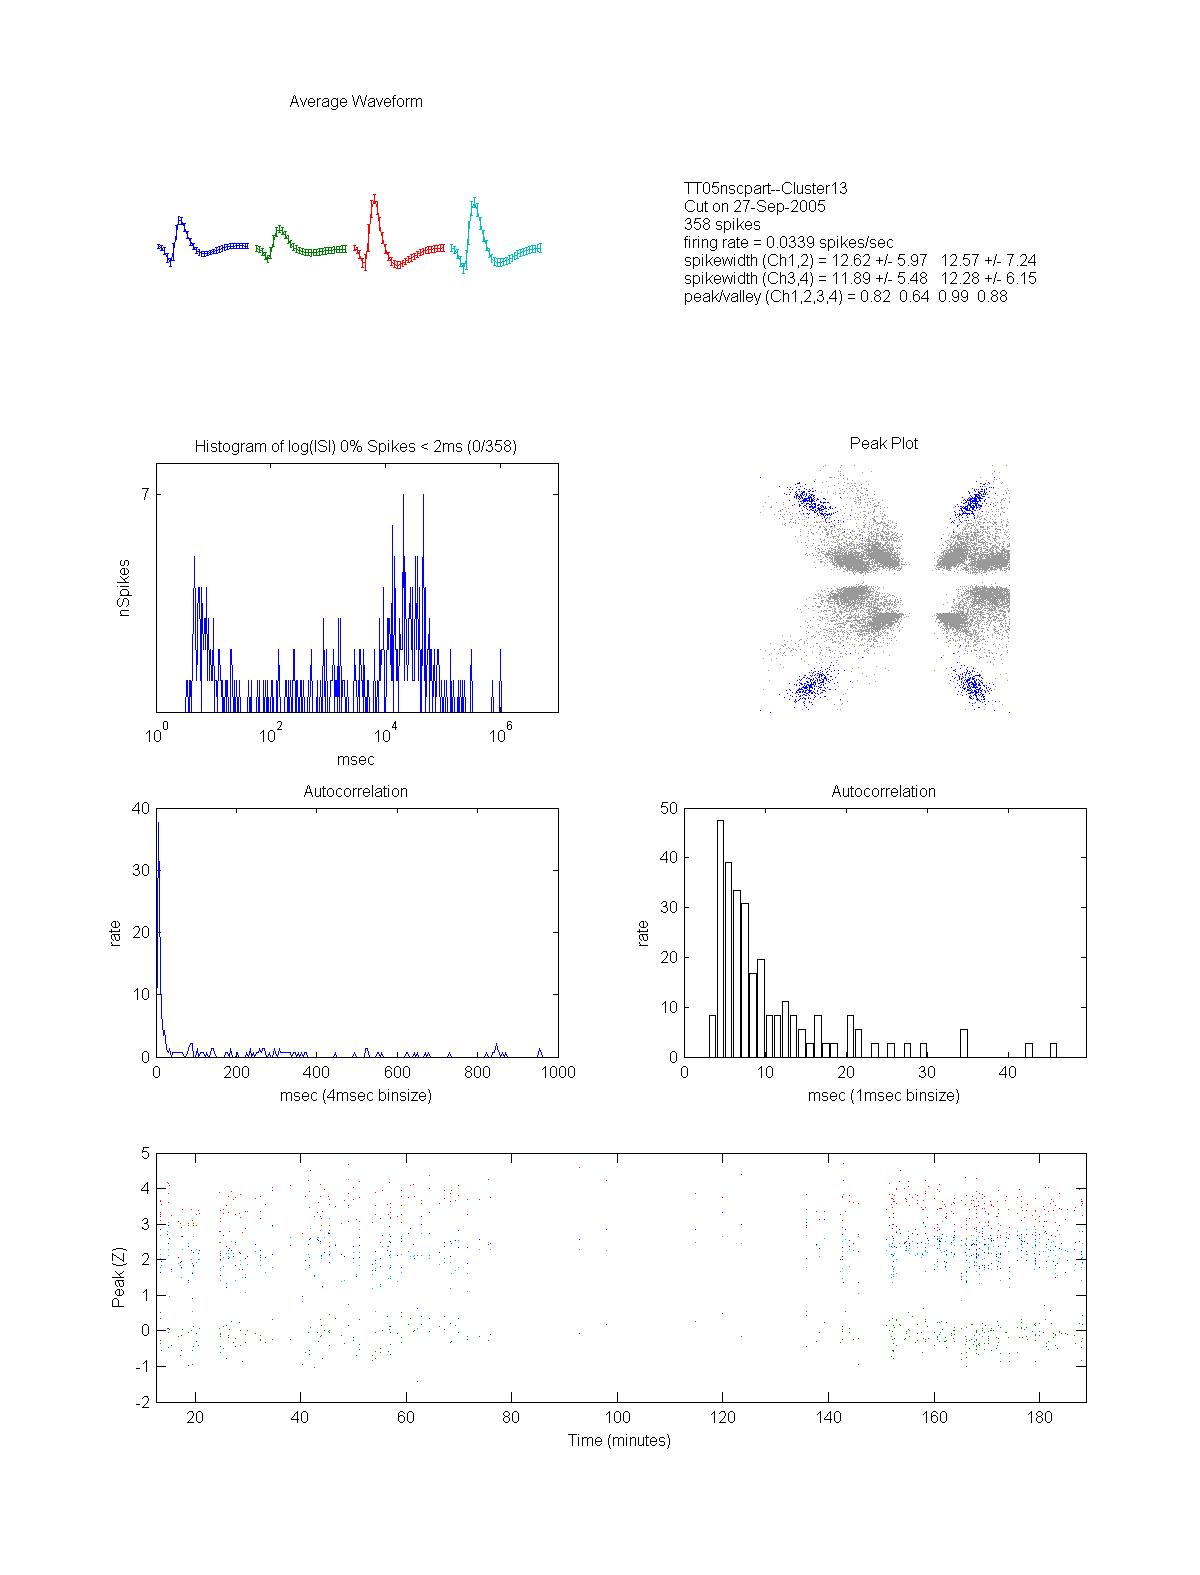 Average Waveform
TT05nscpart--Cluster13
Cut on 27-Sep-2005
358 spikes
firing rate = 0.0339 spikes/sec
spikewidth (Ch1,2) = 12.62 +/- 5.97   12.57 +/- 7.24
spikewidth (Ch3,4) = 11.89 +/- 5.48   12.28 +/- 6.15
peak/valley (Ch1,2,3,4) = 0.82  0.64  0.99  0.88
Histogram of log(ISI) 0% Spikes < 2ms (0/358)
7
nSpikes
10^0 10^2 10^4 10^6
msec
Peak Plot
Autocorrelation
40
30
20
10
0
rate
0 200 400 600 800 1000
msec (4msec binsize)
Autocorrelation
50
40
30
20
10
0
rate
0 10 20 30 40
msec (1msec binsize)
5
4
3
2
1
0
-1
-2
Peak (Z)
20 40 60 80 100 120 140 160 180
Time (minutes)